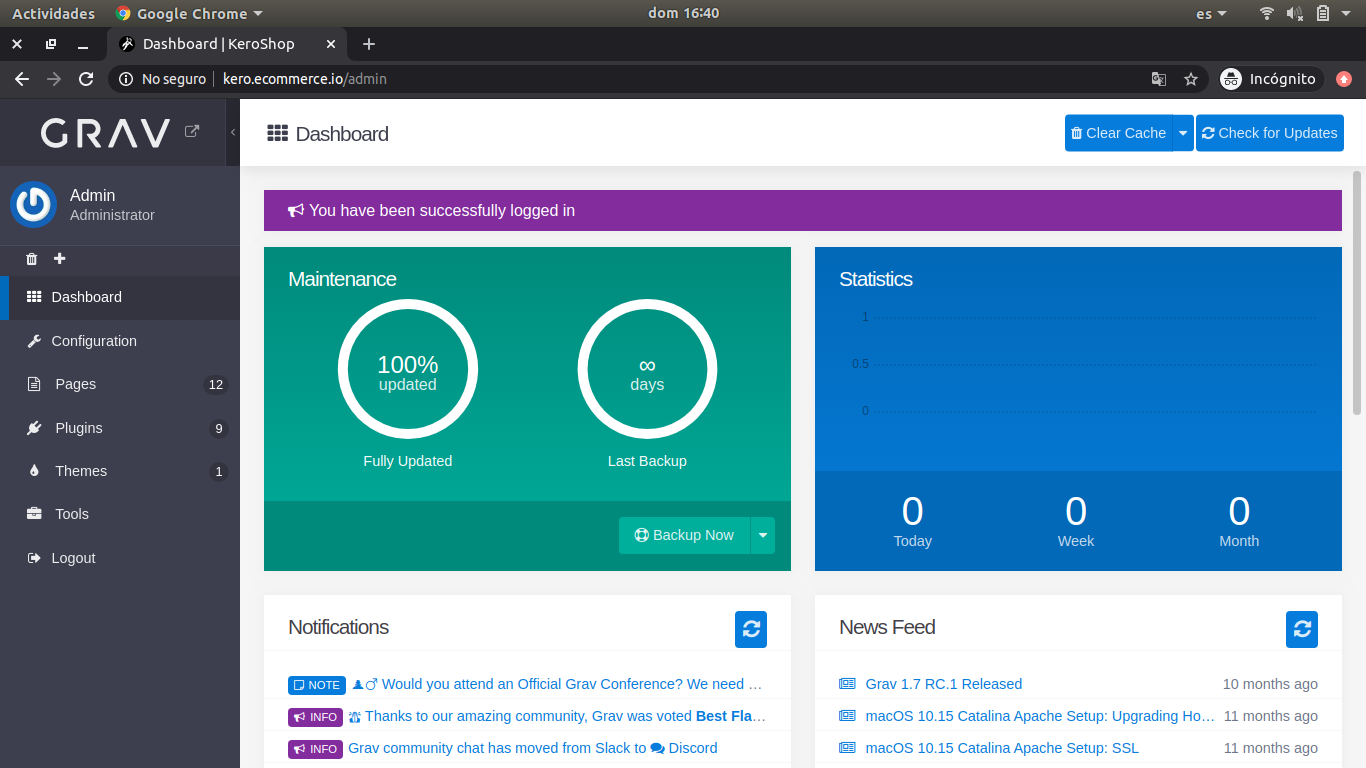 Actividades Google Chrome dom 16:40 es
Dashboard | KeroShop
No seguro kero.ecommerce.io/admin Incógnito
GRAV
Dashboard Clear Cache Check for Updates
Admin
Administrator
You have been successfully logged in
Dashboard
Configuration
Pages 12
Plugins 9
Themes 1
Tools
Logout
Maintenance
100%
updated
Fully Updated
∞
days
Last Backup
Backup Now
Statistics
1
0.5
0
0 0 0
Today Week Month
Notifications
NOTE Would you attend an Official Grav Conference? We need …
INFO Thanks to our amazing community, Grav was voted Best Fla…
INFO Grav community chat has moved from Slack to Discord
News Feed
Grav 1.7 RC.1 Released 10 months ago
macOS 10.15 Catalina Apache Setup: Upgrading Ho… 11 months ago
macOS 10.15 Catalina Apache Setup: SSL 11 months ago